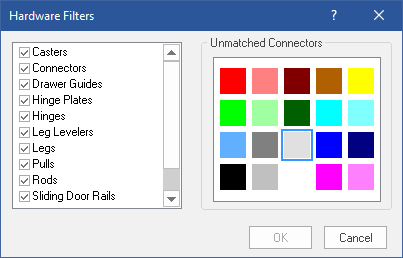 Hardware Filters
?
Casters
Connectors
Drawer Guides
Hinge Plates
Hinges
Leg Levelers
Legs
Pulls
Rods
Sliding Door Rails
Unmatched Connectors
OK
Cancel